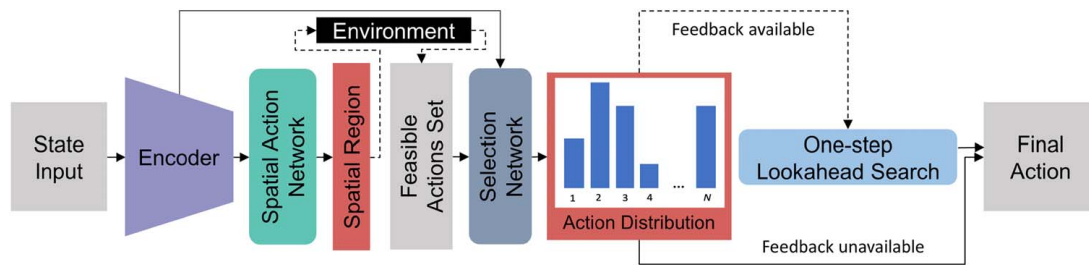 State
Input
Encoder
Spatial Action
Network
Spatial Region
Environment
Feasible
Actions Set
Selection
Network
1 2 3 4 ... N
Action Distribution
Feedback available
One-step
Lookahead Search
Feedback unavailable
Final
Action